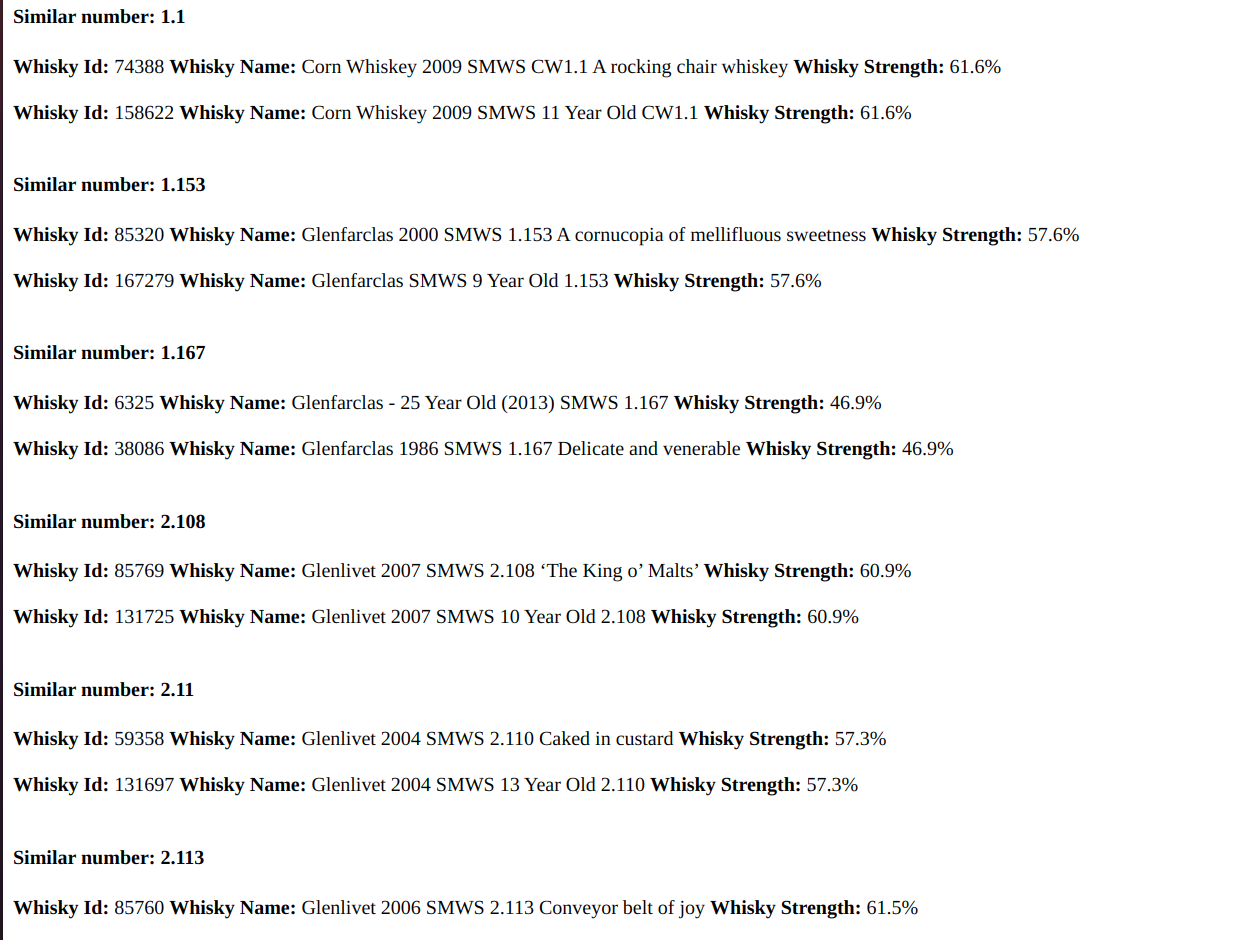 Similar number: 1.1
Whisky Id: 74388 Whisky Name: Corn Whiskey 2009 SMWS CW1.1 A rocking chair whiskey Whisky Strength: 61.6%
Whisky Id: 158622 Whisky Name: Corn Whiskey 2009 SMWS 11 Year Old CW1.1 Whisky Strength: 61.6%
Similar number: 1.153
Whisky Id: 85320 Whisky Name: Glenfarclas 2000 SMWS 1.153 A cornucopia of mellifluous sweetness Whisky Strength: 57.6%
Whisky Id: 167279 Whisky Name: Glenfarclas SMWS 9 Year Old 1.153 Whisky Strength: 57.6%
Similar number: 1.167
Whisky Id: 6325 Whisky Name: Glenfarclas - 25 Year Old (2013) SMWS 1.167 Whisky Strength: 46.9%
Whisky Id: 38086 Whisky Name: Glenfarclas 1986 SMWS 1.167 Delicate and venerable Whisky Strength: 46.9%
Similar number: 2.108
Whisky Id: 85769 Whisky Name: Glenlivet 2007 SMWS 2.108 ‘The King o’ Malts’ Whisky Strength: 60.9%
Whisky Id: 131725 Whisky Name: Glenlivet 2007 SMWS 10 Year Old 2.108 Whisky Strength: 60.9%
Similar number: 2.11
Whisky Id: 59358 Whisky Name: Glenlivet 2004 SMWS 2.110 Caked in custard Whisky Strength: 57.3%
Whisky Id: 131697 Whisky Name: Glenlivet 2004 SMWS 13 Year Old 2.110 Whisky Strength: 57.3%
Similar number: 2.113
Whisky Id: 85760 Whisky Name: Glenlivet 2006 SMWS 2.113 Conveyor belt of joy Whisky Strength: 61.5%